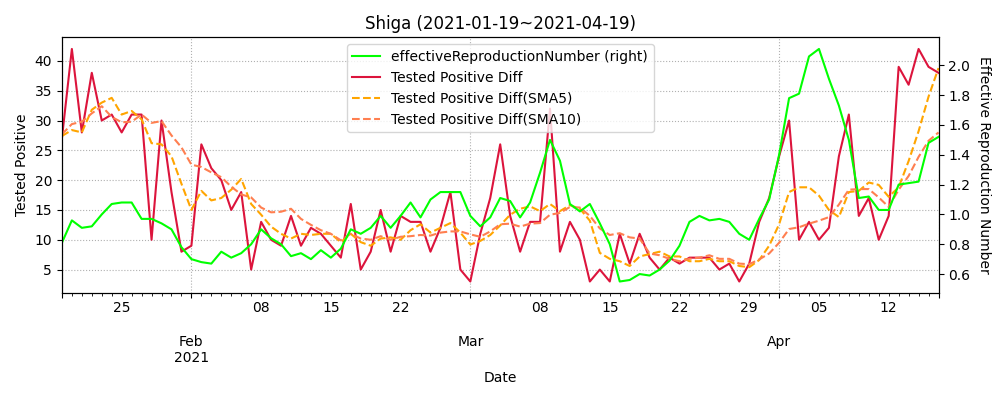 Shiga (2021-01-19~2021-04-19)
effectiveReproductionNumber (right)
Tested Positive Diff
Tested Positive Diff(SMA5)
Tested Positive Diff(SMA10)
Tested Positive
40
35
30
25
20
15
10
5
Effective Reproduction Number
2.0
1.8
1.6
1.4
1.2
1.0
0.8
0.6
25 08 15 22 08 15 22 29 05 12
Feb Mar Apr
2021
Date